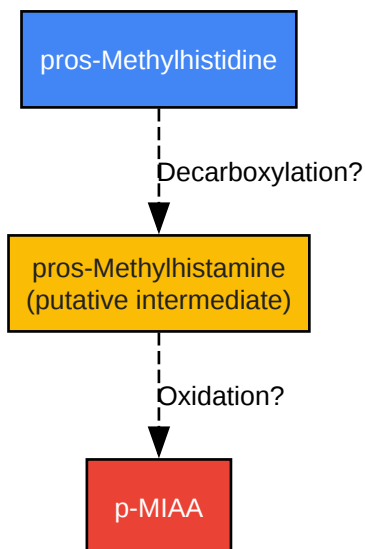 pros-Methylhistidine
Decarboxylation?
pros-Methylhistamine
(putative intermediate)
Oxidation?
p-MIAA